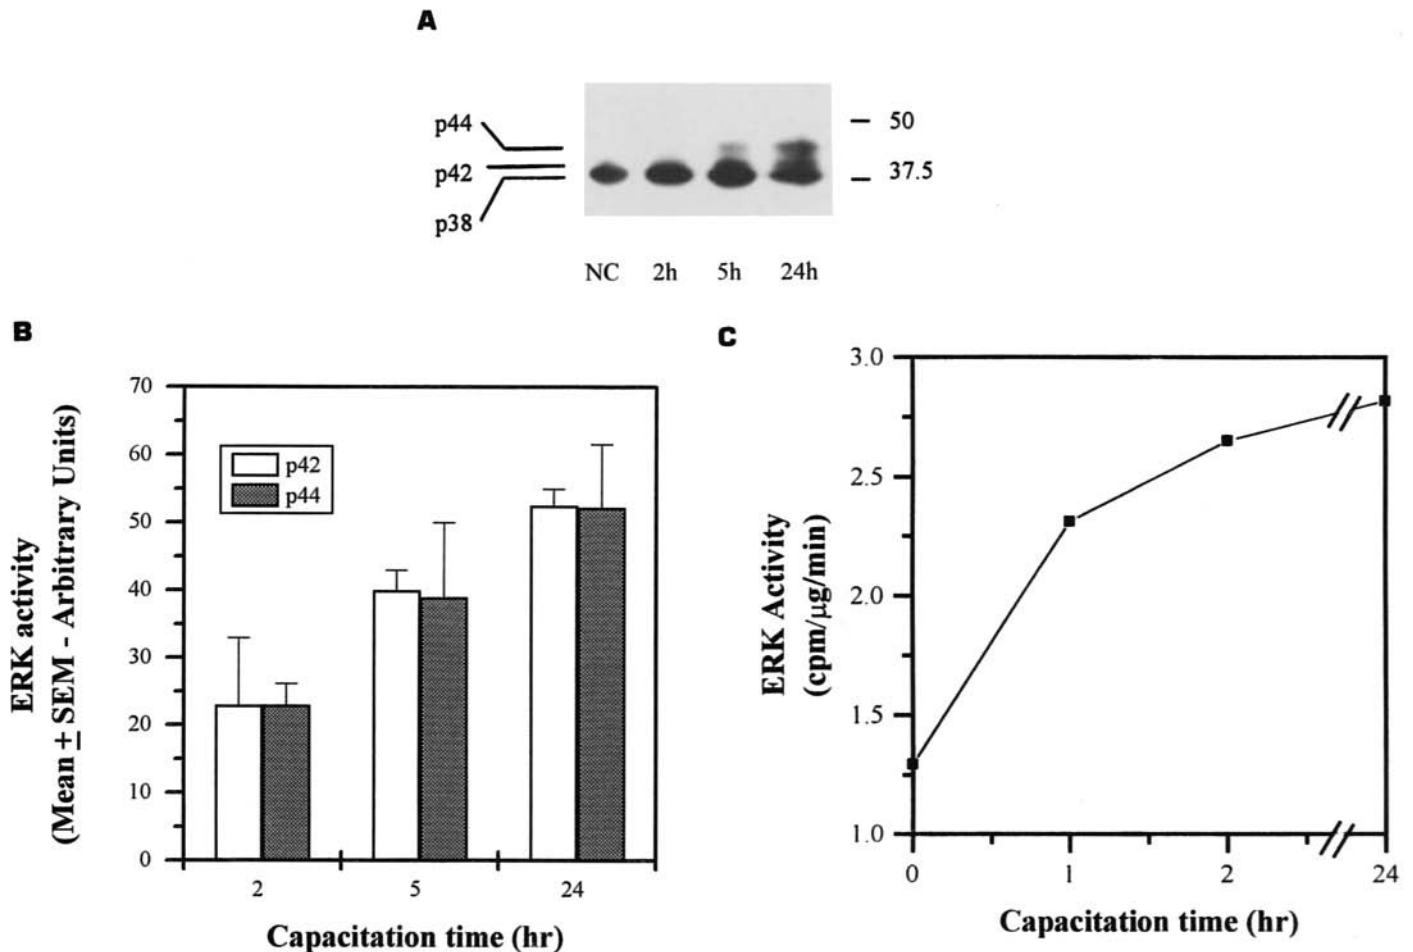 A
p44
p42
p38
50
37.5
NC 2h 5h 24h
B
ERK activity
(Mean ± SEM - Arbitrary Units)
70
60
50
40
30
20
10
0
p42
p44
2 5 24
Capacitation time (hr)
C
ERK Activity
(cpm/μg/min)
3.0
2.5
2.0
1.5
1.0
0 1 2 24
Capacitation time (hr)